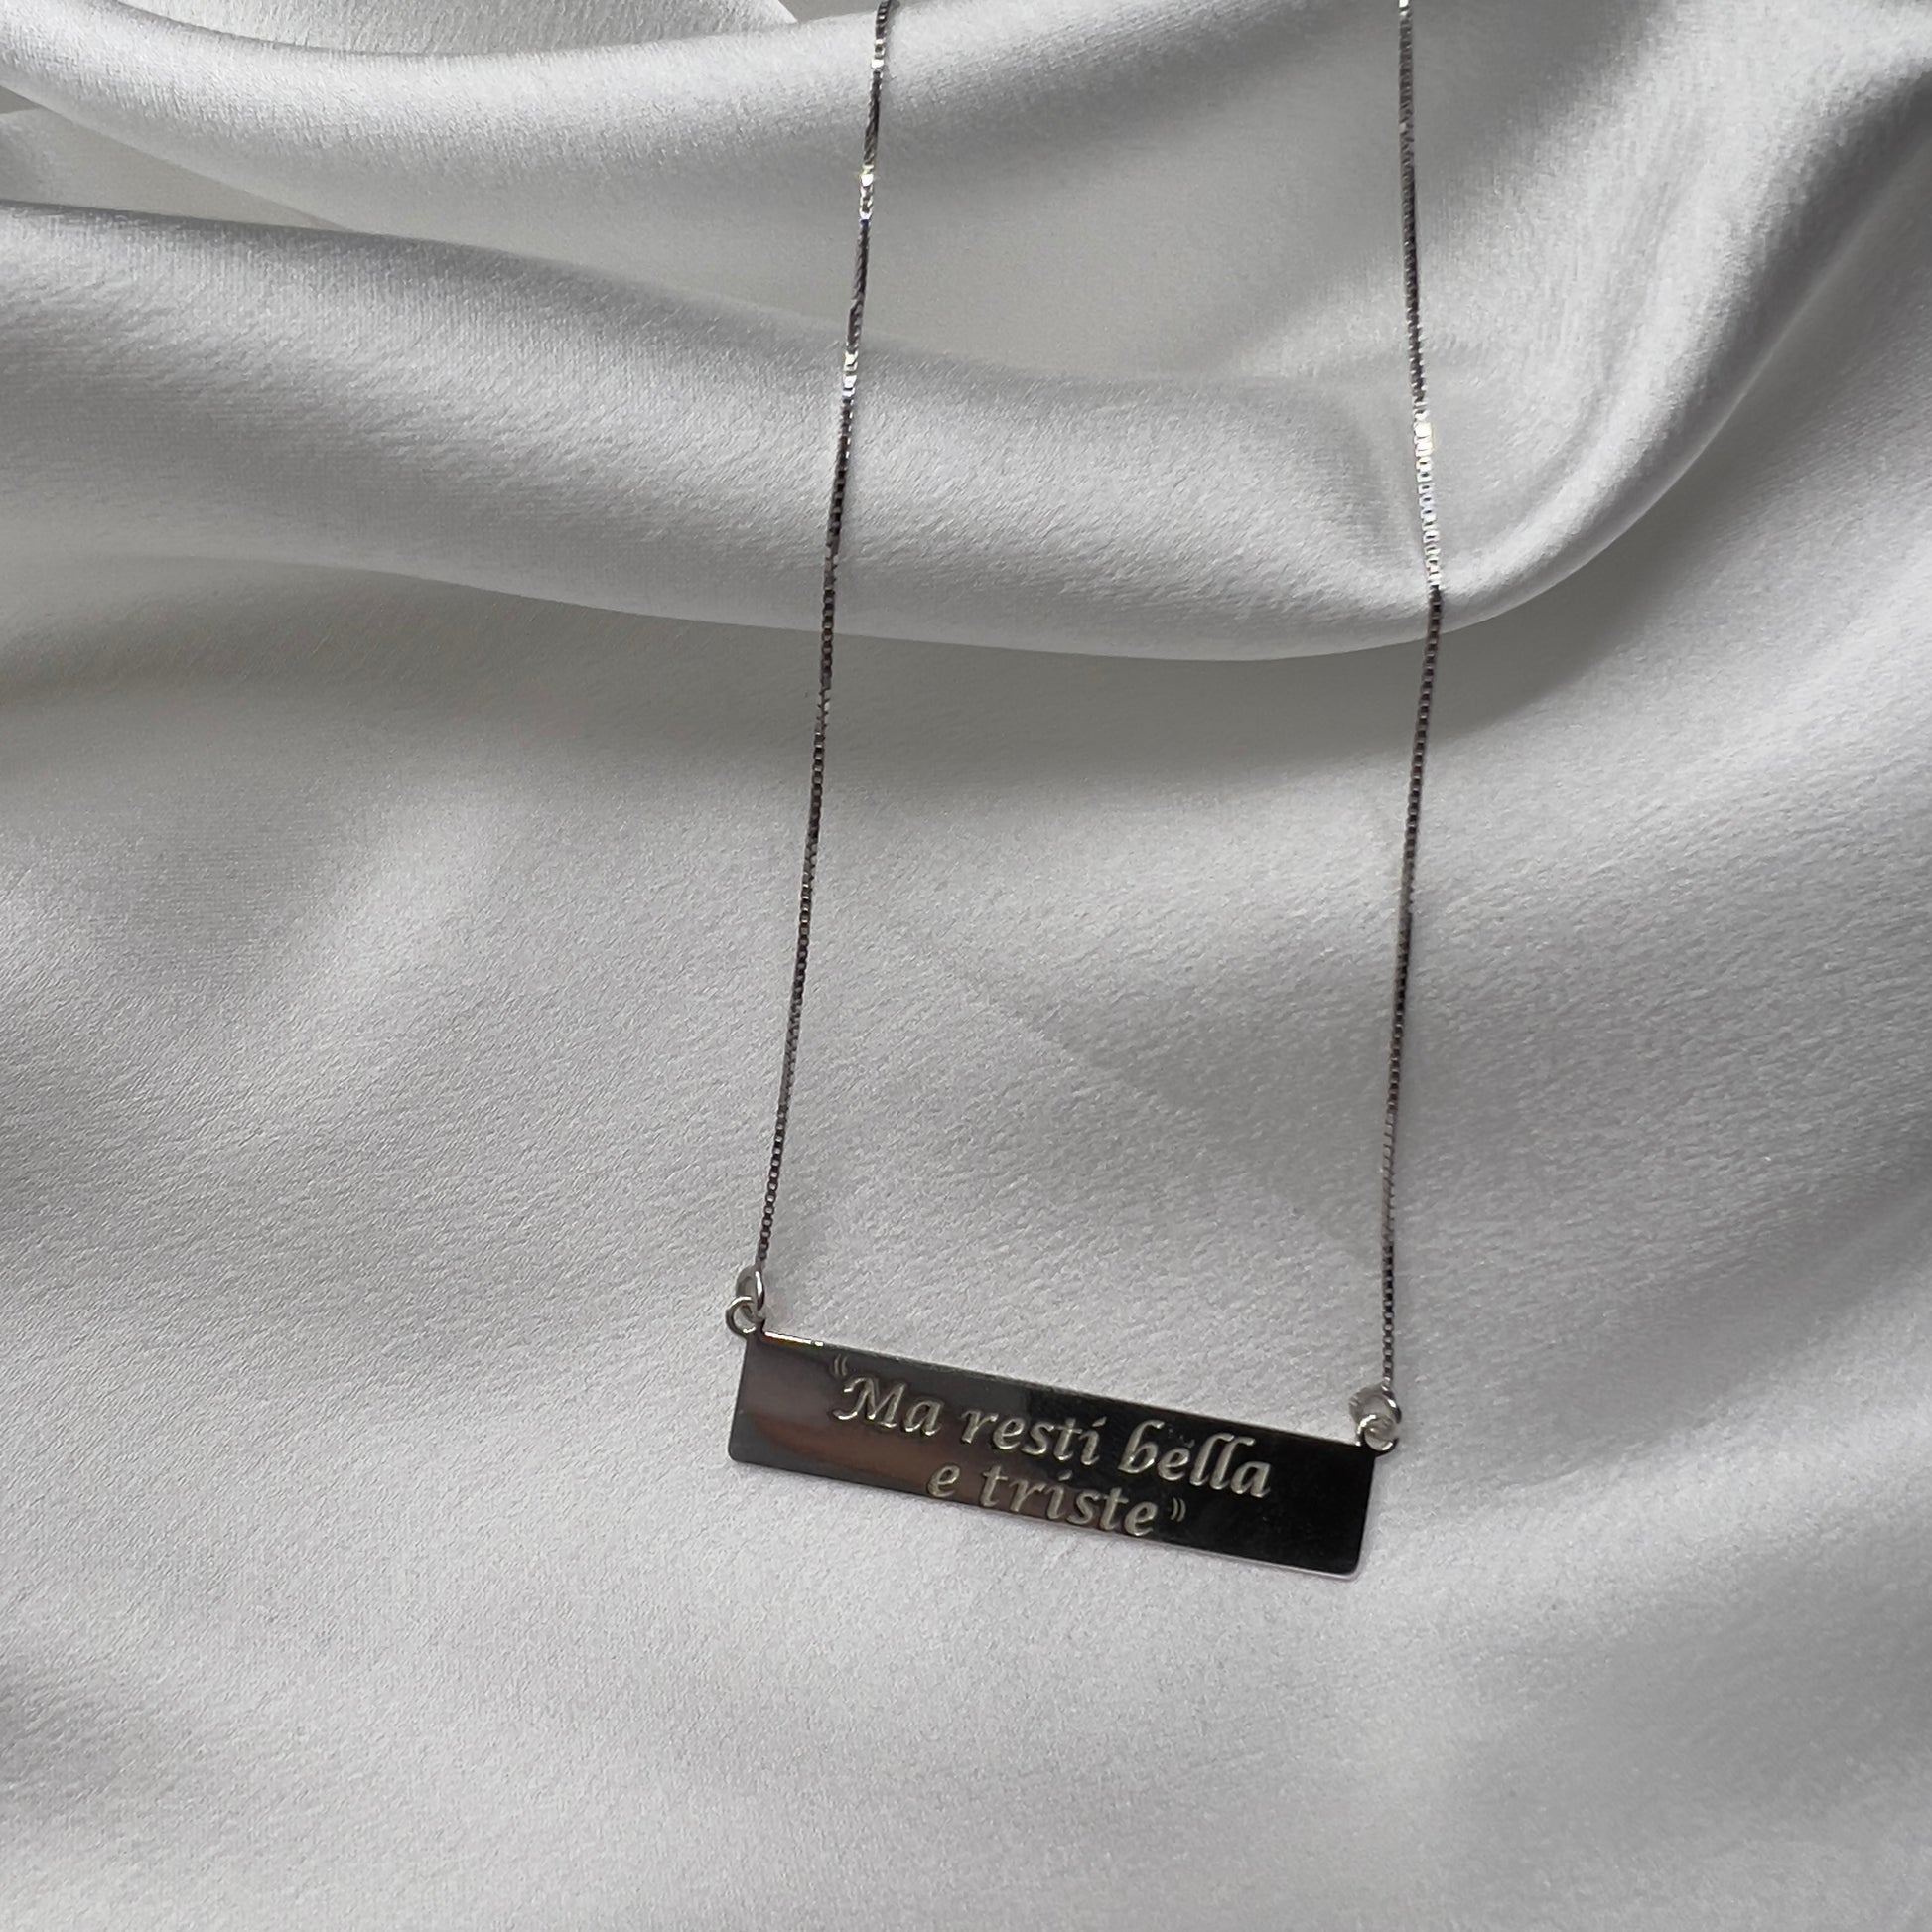 "Ma resti bella
e triste"